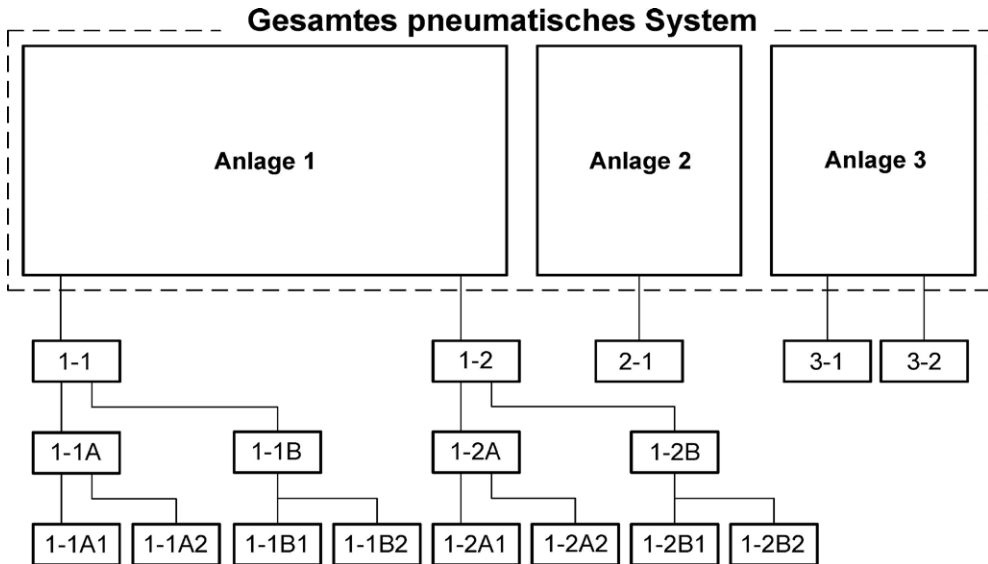 Gesamtes pneumatisches System
Anlage 1
Anlage 2
Anlage 3
1-1
1-2
2-1
3-1
3-2
1-1A
1-1B
1-2A
1-2B
1-1A1
1-1A2
1-1B1
1-1B2
1-2A1
1-2A2
1-2B1
1-2B2